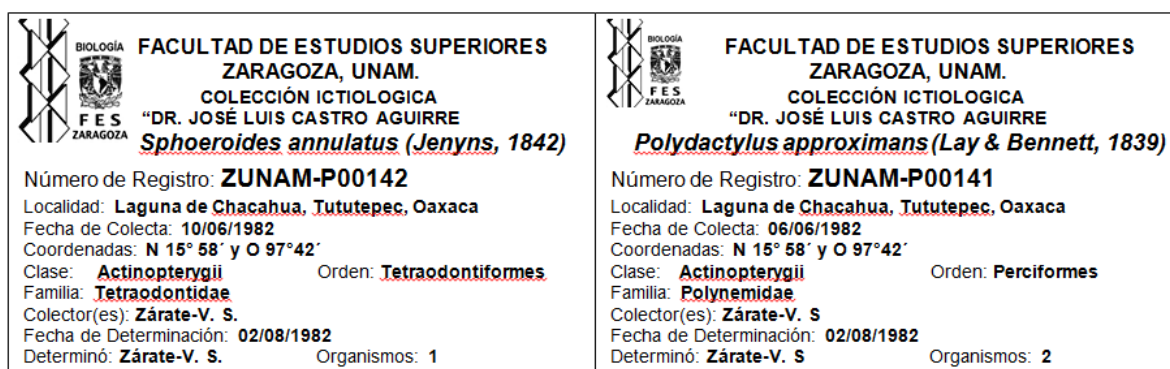 BIOLOGÍA
FES
ZARAGOZA
FACULTAD DE ESTUDIOS SUPERIORES
ZARAGOZA, UNAM.
COLECCIÓN ICTIOLOGICA
“DR. JOSÉ LUIS CASTRO AGUIRRE
Sphoeroides annulatus (Jenyns, 1842)
Número de Registro: ZUNAM-P00142
Localidad: Laguna de Chacahua, Tututepec, Oaxaca
Fecha de Colecta: 10/06/1982
Coordenadas: N 15° 58´ y O 97°42´
Clase: Actinopterygii Orden: Tetraodontiformes
Familia: Tetraodontidae
Colector(es): Zárate-V. S.
Fecha de Determinación: 02/08/1982
Determinó: Zárate-V. S. Organismos: 1
BIOLOGÍA
FES
ZARAGOZA
FACULTAD DE ESTUDIOS SUPERIORES
ZARAGOZA, UNAM.
COLECCIÓN ICTIOLOGICA
“DR. JOSÉ LUIS CASTRO AGUIRRE
Polydactylus approximans (Lay & Bennett, 1839)
Número de Registro: ZUNAM-P00141
Localidad: Laguna de Chacahua, Tututepec, Oaxaca
Fecha de Colecta: 06/06/1982
Coordenadas: N 15° 58´ y O 97°42´
Clase: Actinopterygii Orden: Perciformes
Familia: Polynemidae
Colector(es): Zárate-V. S
Fecha de Determinación: 02/08/1982
Determinó: Zárate-V. S Organismos: 2